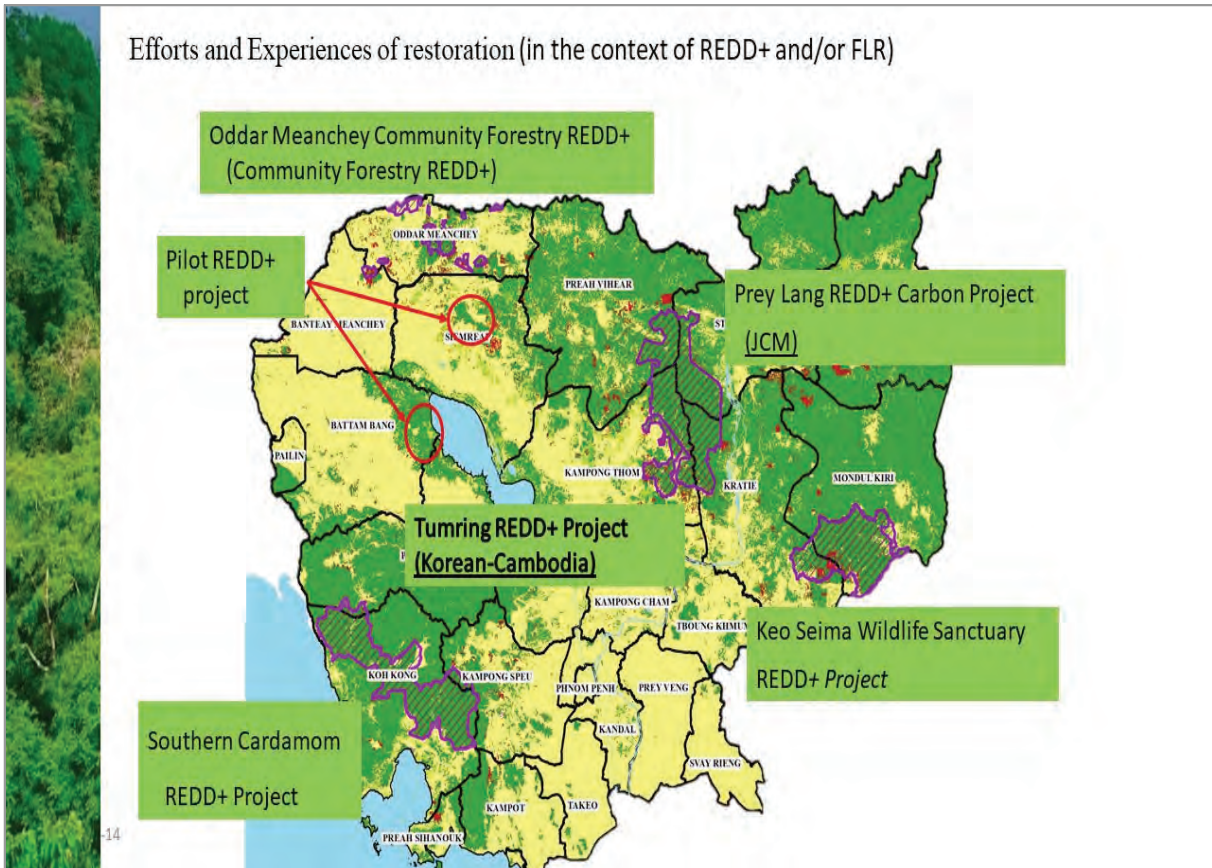 Efforts and Experiences of restoration (in the context of REDD+ and/or FLR)
Oddar Meanchey Community Forestry REDD+
(Community Forestry REDD+)
ODDAR MEANCHEY
Pilot REDD+
project
PREAH VIHEAR
Prey Lang REDD+ Carbon Project
(JCM)
ST
BANTEAY MEANCHEY
SIEMREAP
BATTAM BANG
PAILIN
KAMPONG THOM
KRATIE
MONDUL KIRI
Tumring REDD+ Project
(Korean-Cambodia)
KAMPONG CHAM
TBOUNG KHMUM
Keo Seima Wildlife Sanctuary
REDD+ Project
KOH KONG
KAMPONG SPEU
PHNOM PENH
PREY VENG
KANDAL
SVAY RIENG
Southern Cardamom
REDD+ Project
KAMPOT
TAKEO
PREAH SIHANOUK
-14